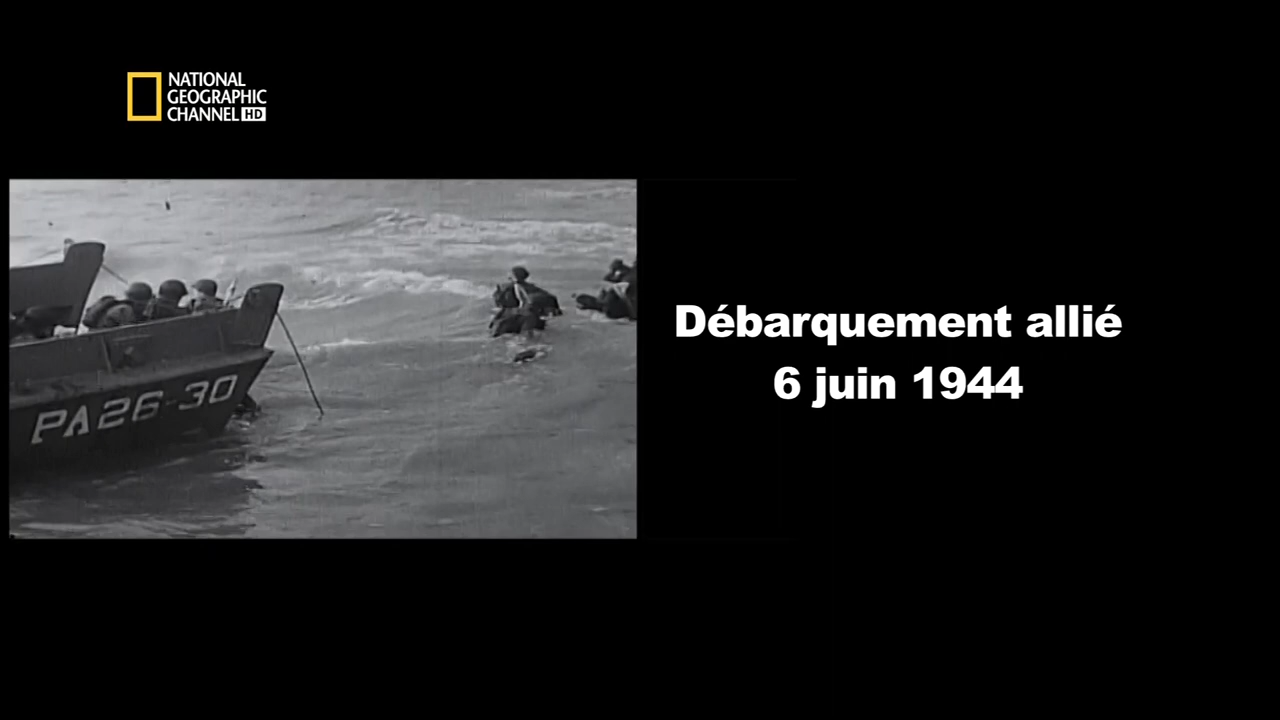 NATIONAL
GEOGRAPHIC
CHANNEL HD
PA26-30
Débarquement allié
6 juin 1944